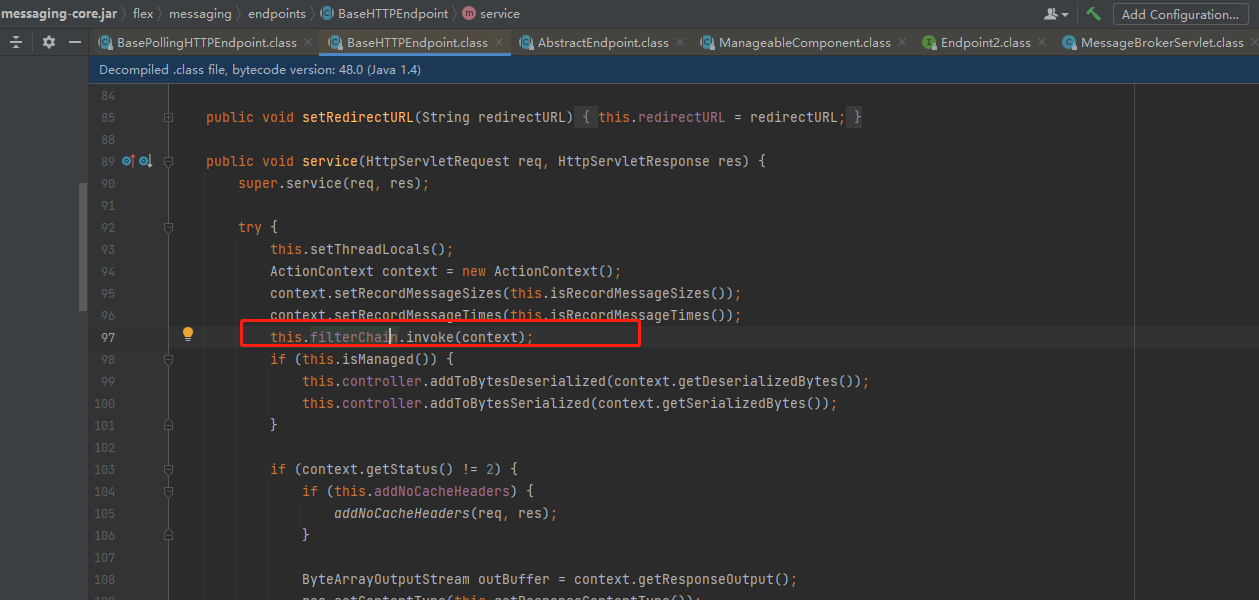 messaging-core.jar flex messaging endpoints BaseHTTPEndpoint service Add Configuration...
BasePollingHTTPEndpoint.class BaseHTTPEndpoint.class AbstractEndpoint.class ManageableComponent.class Endpoint2.class MessageBrokerServlet.class
Decompiled .class file, bytecode version: 48.0 (Java 1.4)
84
85 public void setRedirectURL(String redirectURL) { this.redirectURL = redirectURL; }
88
89 public void service(HttpServletRequest req, HttpServletResponse res) {
90 super.service(req, res);
91
92 try {
93 this.setThreadLocals();
94 ActionContext context = new ActionContext();
95 context.setRecordMessageSizes(this.isRecordMessageSizes());
96 context.setRecordMessageTimes(this.isRecordMessageTimes());
97 this.filterChain.invoke(context);
98 if (this.isManaged()) {
99 this.controller.addToBytesDeserialized(context.getDeserializedBytes());
100 this.controller.addToBytesSerialized(context.getSerializedBytes());
101 }
102
103 if (context.getStatus() != 2) {
104 if (this.addNoCacheHeaders) {
105 addNoCacheHeaders(req, res);
106 }
107
108 ByteArrayOutputStream outBuffer = context.getResponseOutput();
109 res.setContentType(this.getResponseContentType());